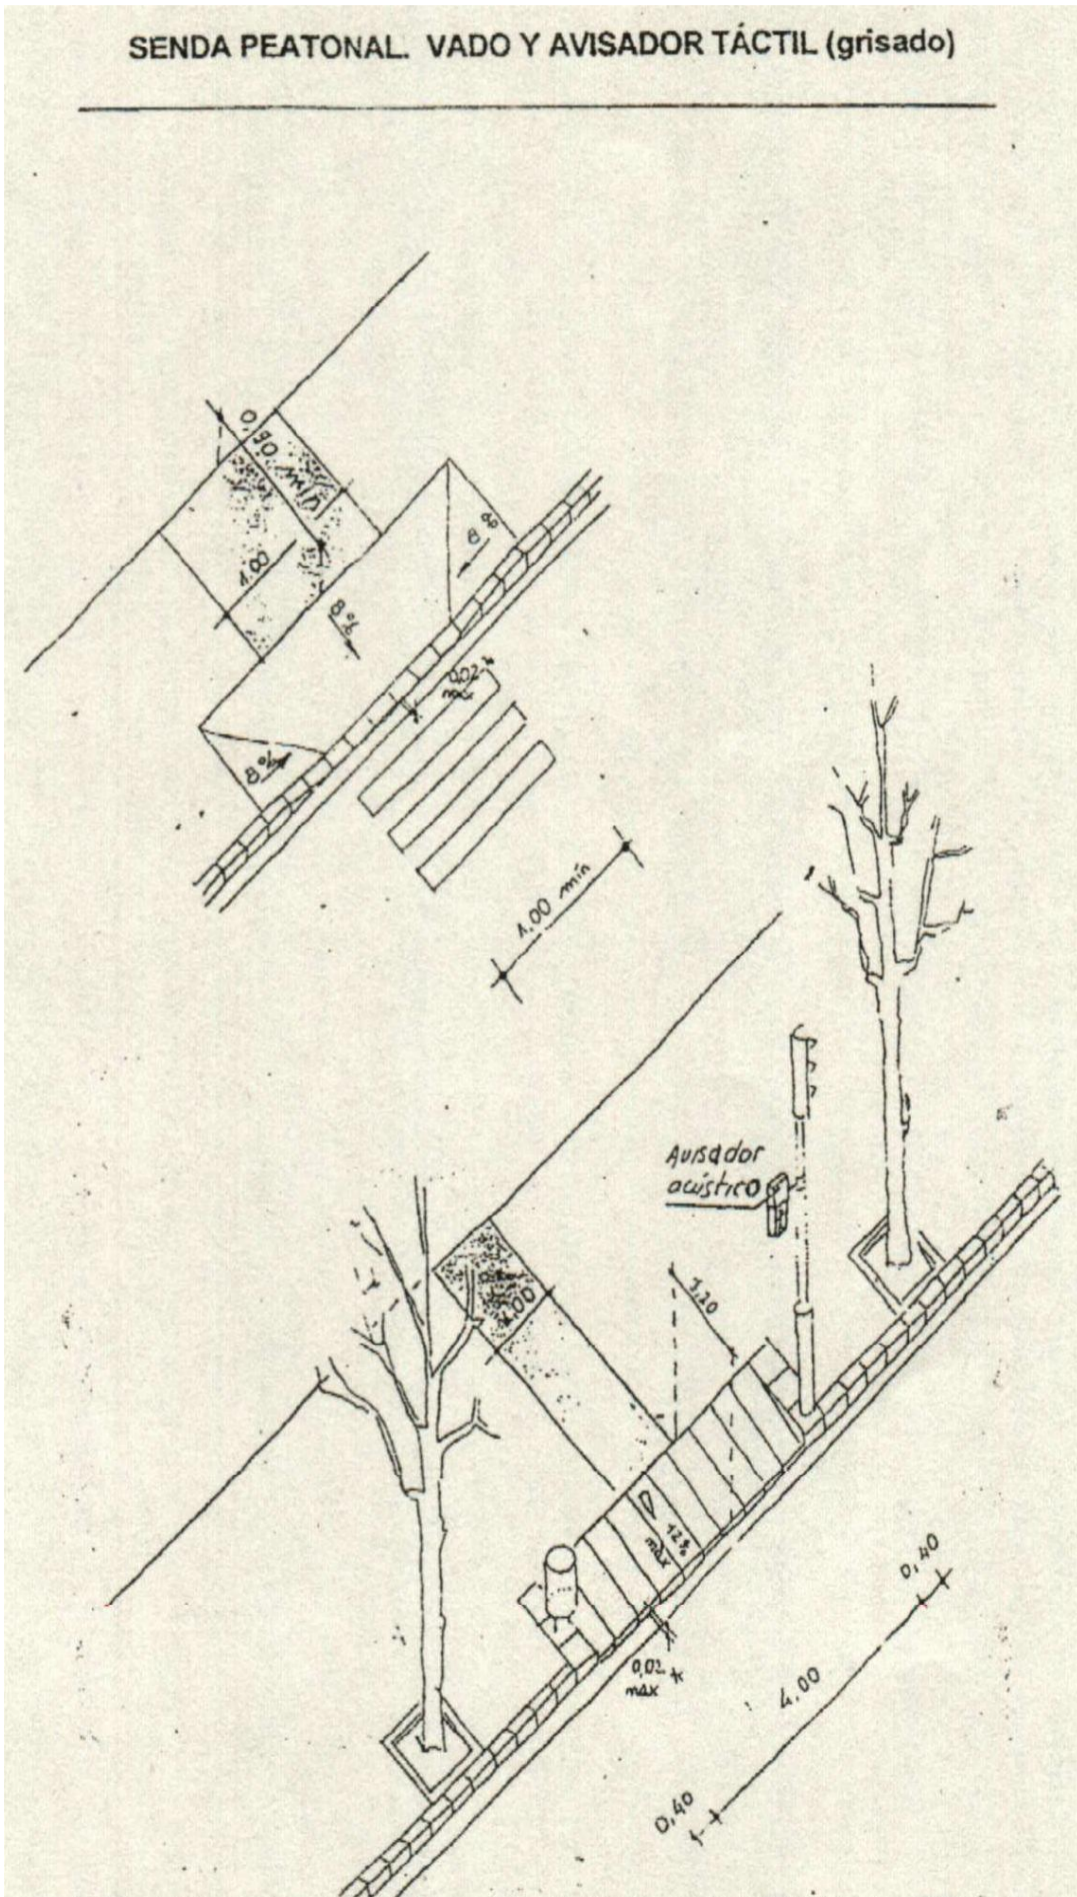 SENDA PEATONAL. VADO Y AVISADOR TÁCTIL (grisado)
0,90 min
8%
1.00
8%
0,02
max
8%
1.00 min
Avisador
acústico
1.00
1,20
12%
max
0,40
0,02
max
4.00
0,40